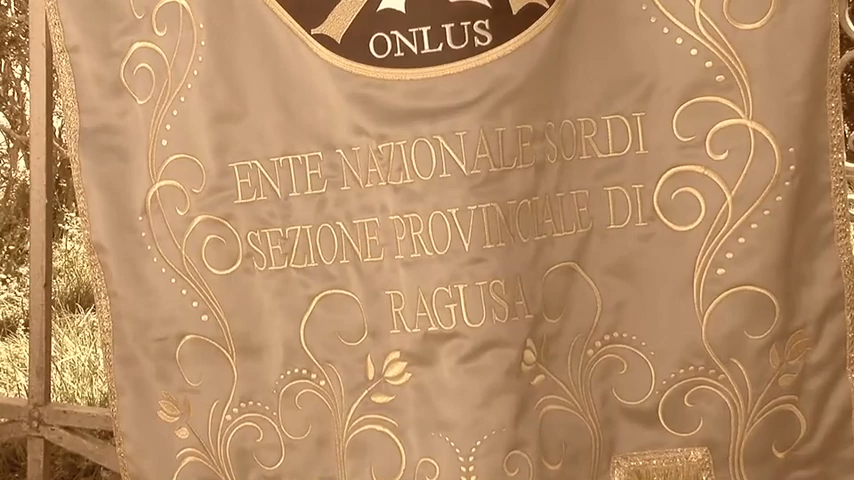 ONLUS
ENTE NAZIONALE SORDI
SEZIONE PROVINCIALE DI
RAGUSA